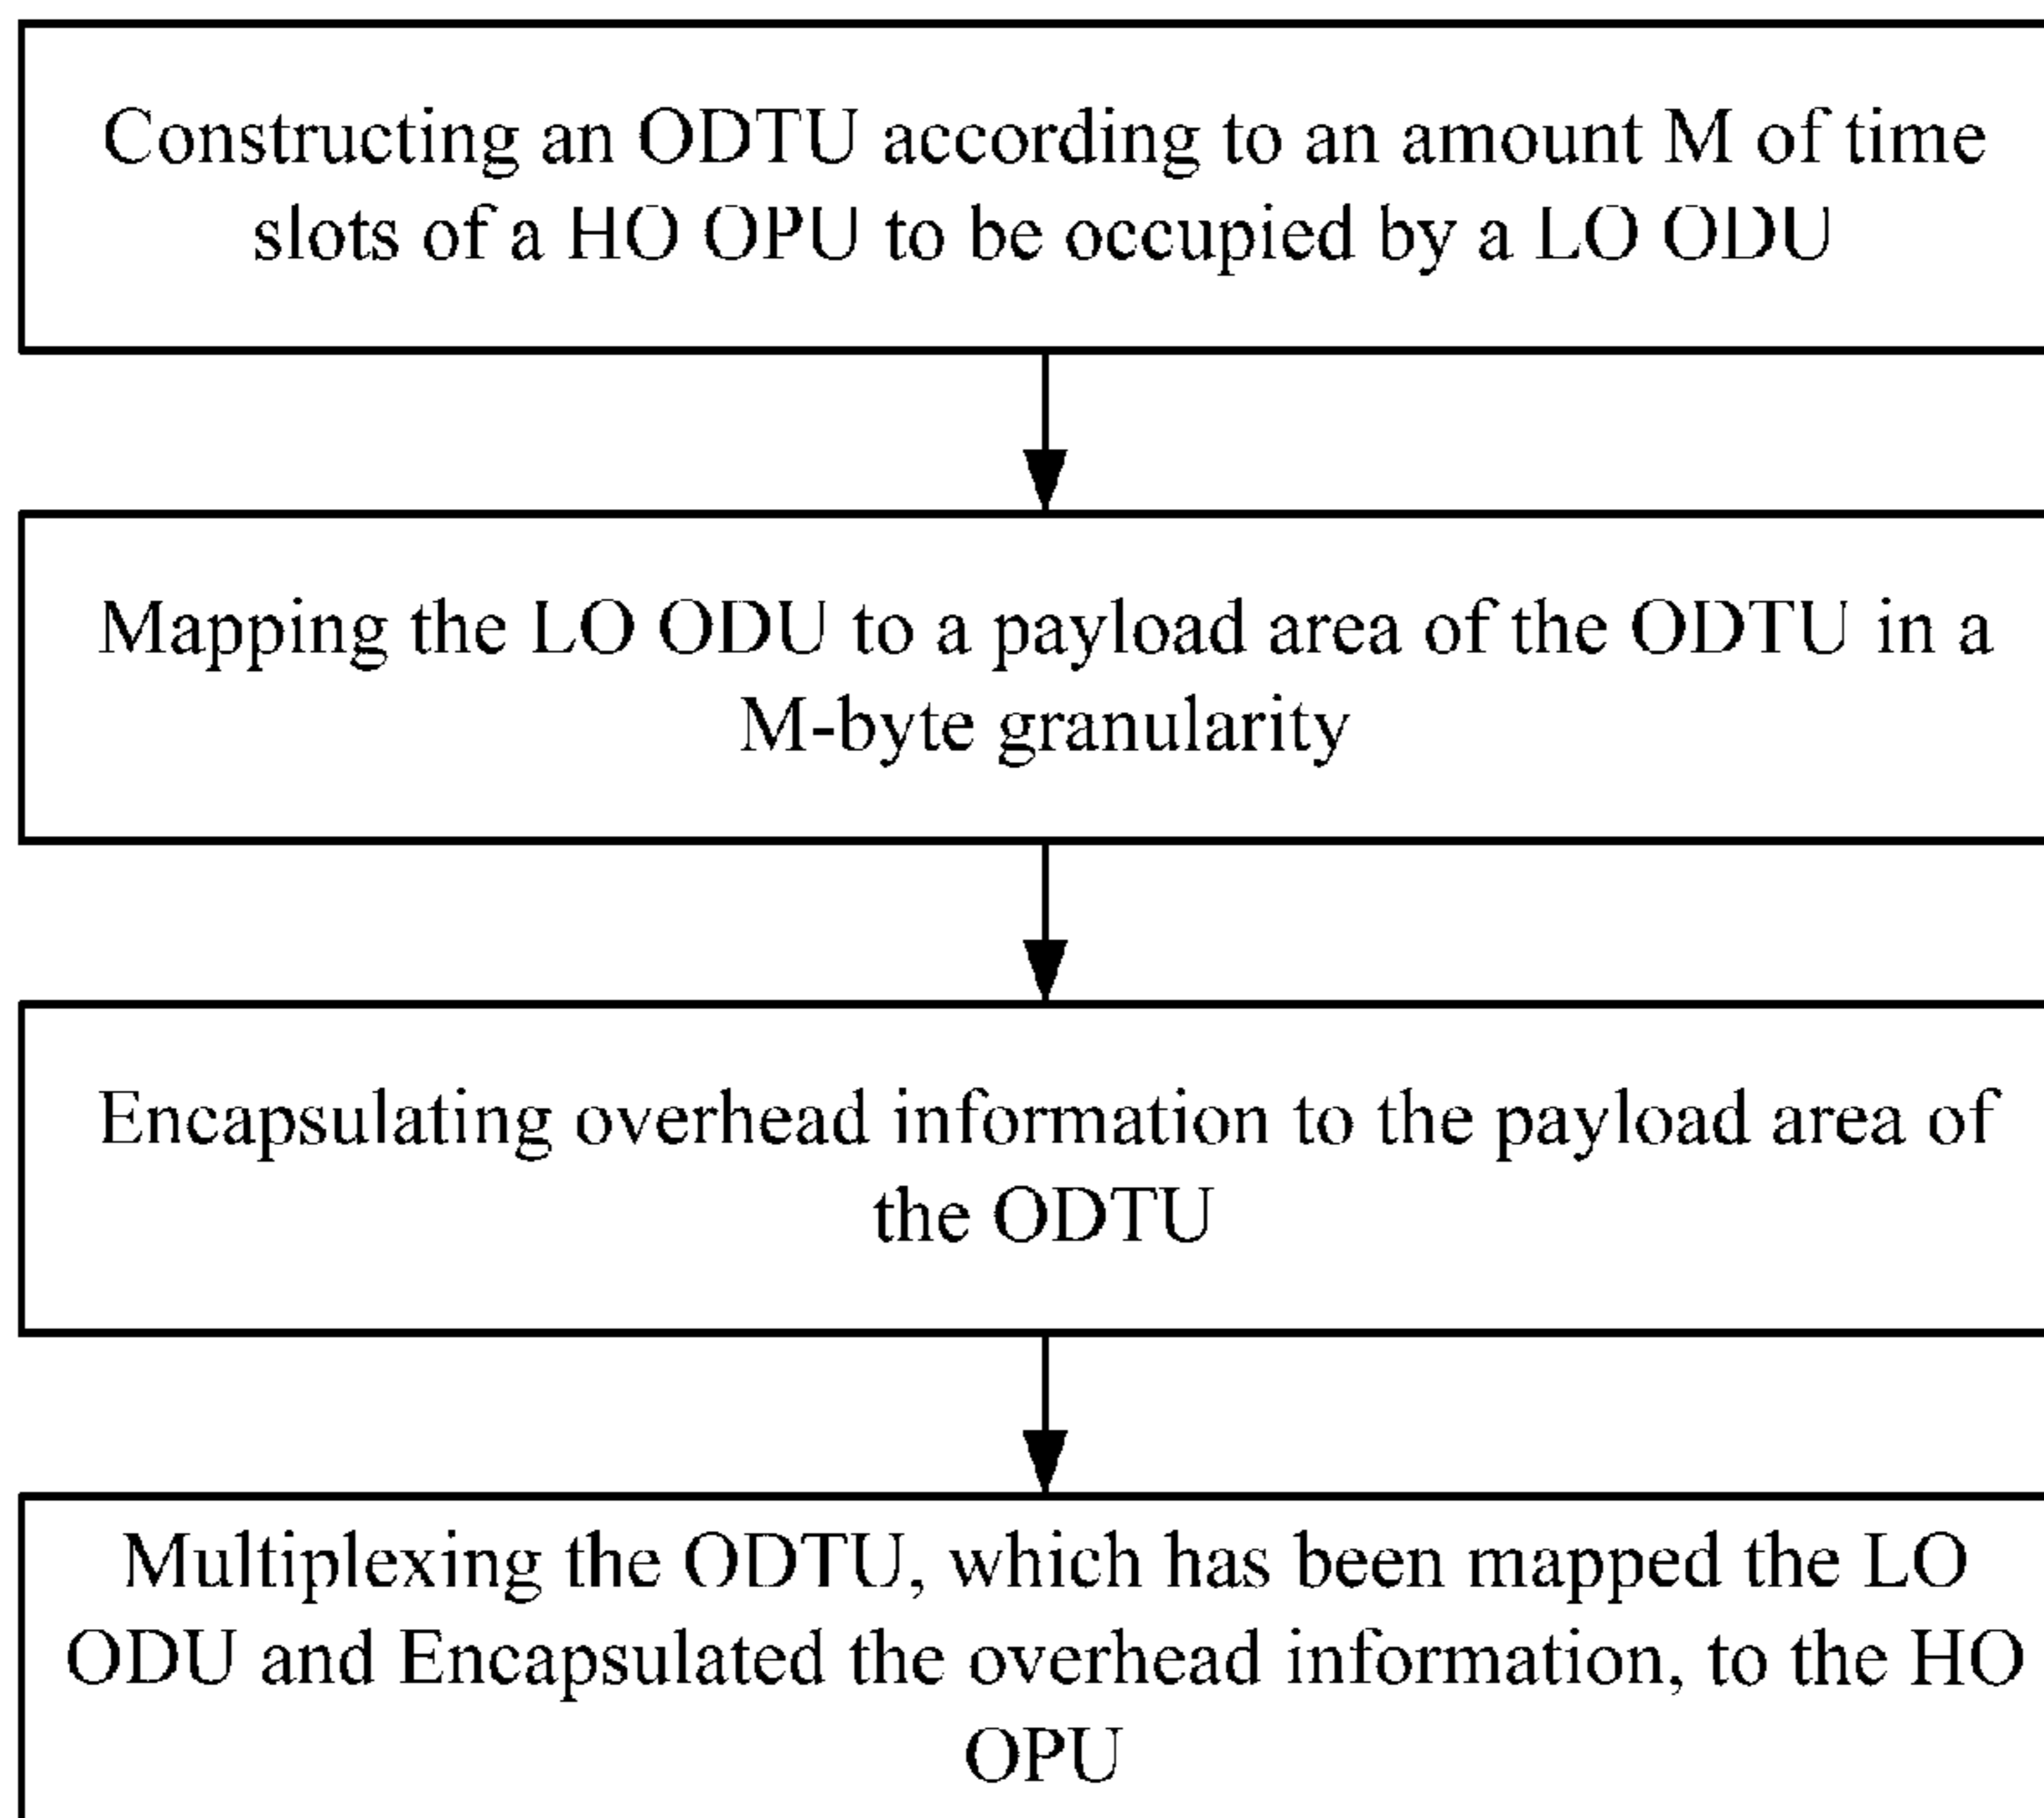 Constructing an ODTU according to an amount M of time
slots of a HO OPU to be occupied by a LO ODU
Mapping the LO ODU to a payload area of the ODTU in a
M-byte granularity
Encapsulating overhead information to the payload area of
the ODTU
Multiplexing the ODTU, which has been mapped the LO
ODU and Encapsulated the overhead information, to the HO
OPU